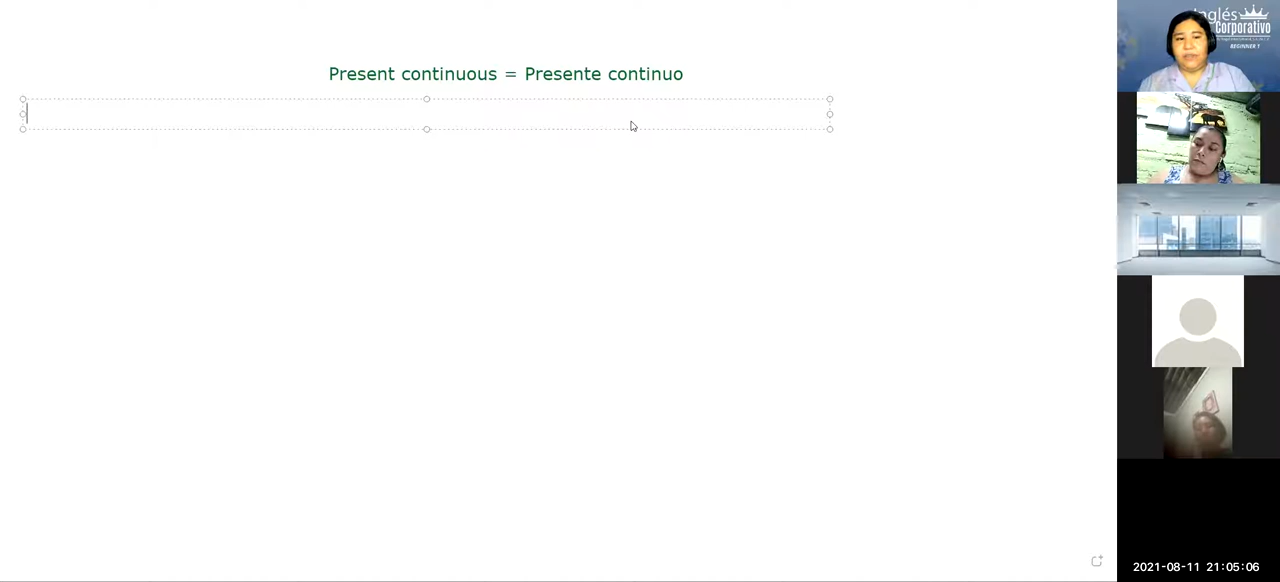 Present continuous = Presente continuo
Inglés
Corporativo
BEGINNER 1
2021-08-11 21:05:06